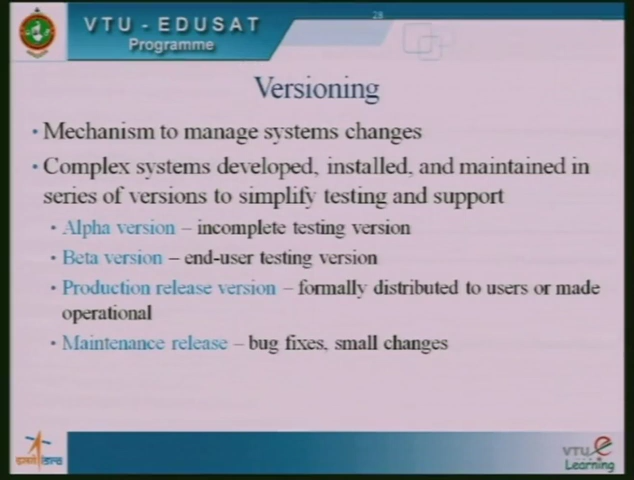 28
VTU - EDUSAT
Programme
Versioning
• Mechanism to manage systems changes
• Complex systems developed, installed, and maintained in
series of versions to simplify testing and support
• Alpha version – incomplete testing version
• Beta version – end-user testing version
• Production release version – formally distributed to users or made
operational
• Maintenance release – bug fixes, small changes
इसरो isro
VTU e
Learning